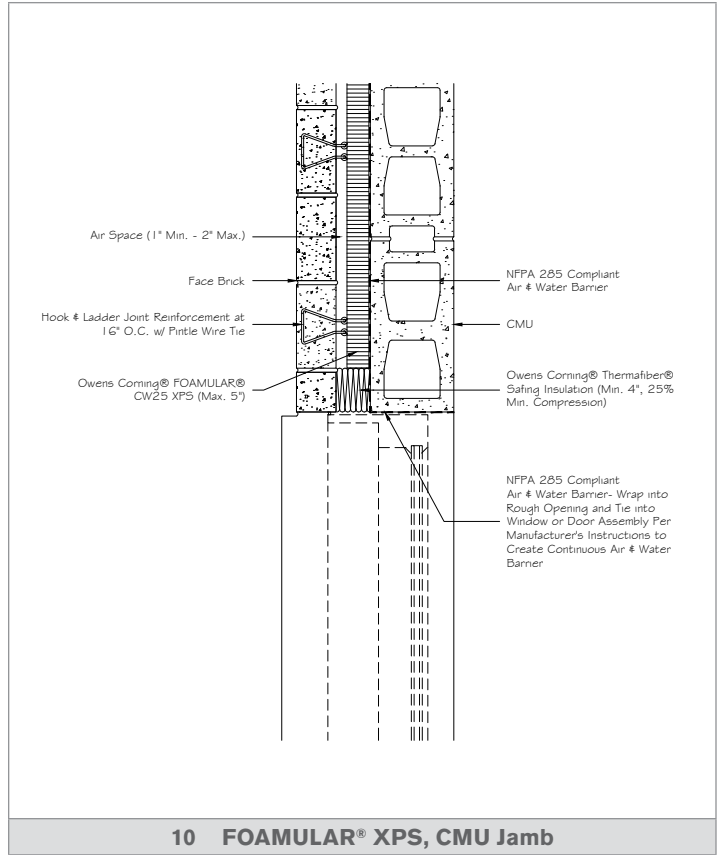 Air Space (1" Min. - 2" Max.)
Face Brick
Hook & Ladder Joint Reinforcement at
16" O.C. w/ Pintle Wire Tie
Owens Corning® FOAMULAR®
CW25 XPS (Max. 5")
NFPA 285 Compliant
Air & Water Barrier
CMU
Owens Corning® Thermafiber®
Safing Insulation (Min. 4", 25%
Min. Compression)
NFPA 285 Compliant
Air & Water Barrier- Wrap into
Rough Opening and Tie into
Window or Door Assembly Per
Manufacturer's Instructions to
Create Continuous Air & Water
Barrier
10 FOAMULAR® XPS, CMU Jamb